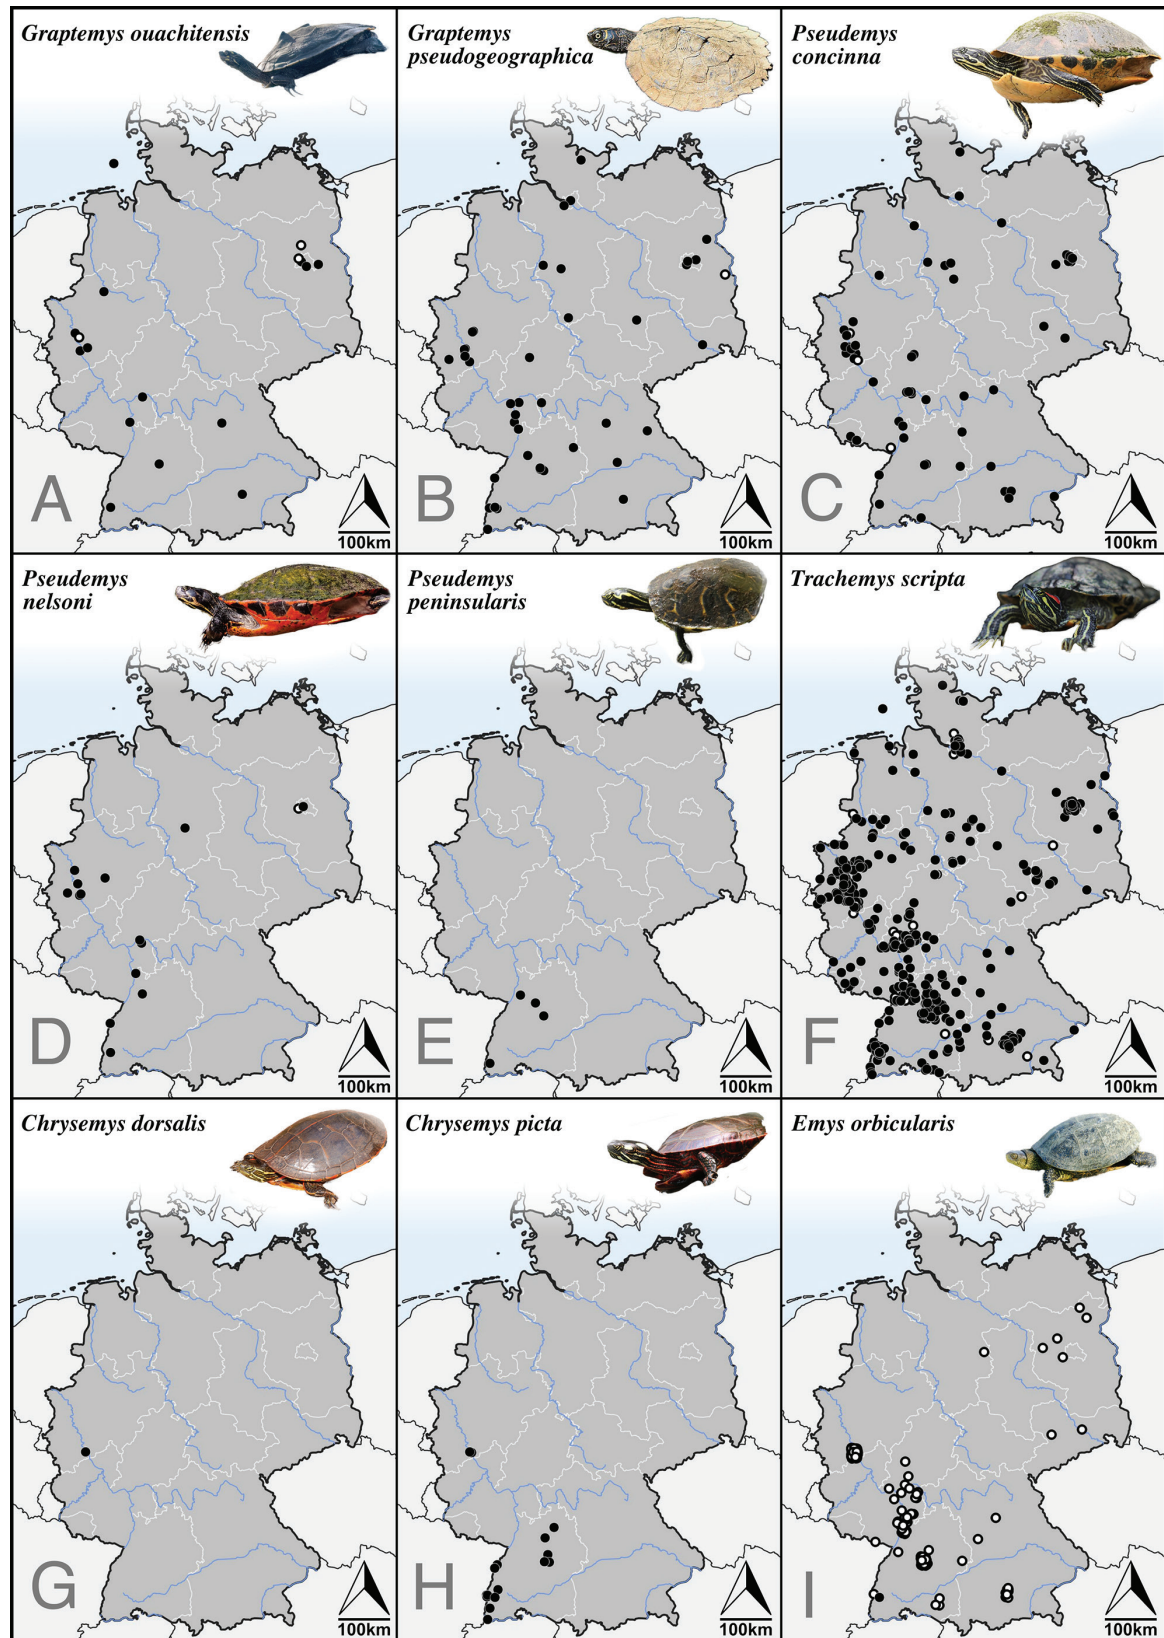 Graptemys ouachitensis
A
100km
Graptemys
pseudogeographica
B
100km
Pseudemys
concinna
C
100km
Pseudemys
nelsoni
D
100km
Pseudemys
peninsularis
E
100km
Trachemys scripta
F
100km
Chrysemys dorsalis
G
100km
Chrysemys picta
H
100km
Emys orbicularis
I
100km